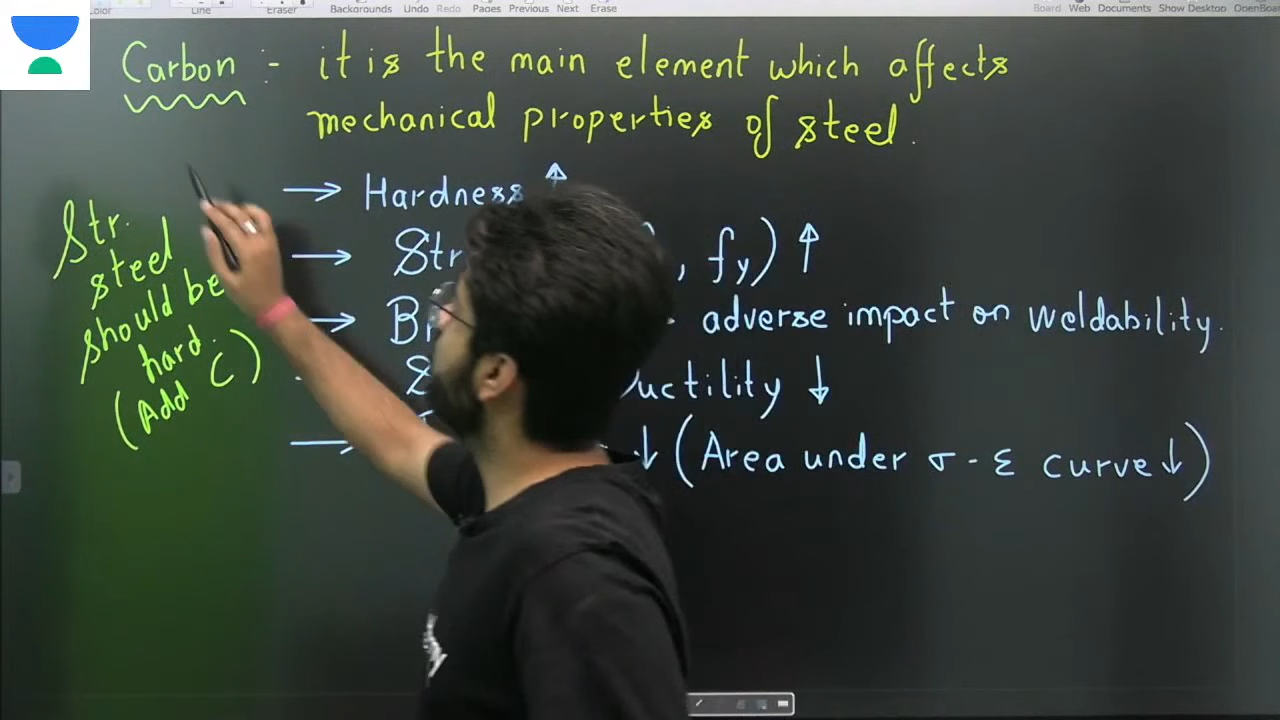 Color Line Eraser Backgrounds Undo Redo Pages Previous Next Erase Board Web Documents Show Desktop OpenBoa
Carbon :- it is the main element which affects
mechanical properties of steel.
→ Hardness ↑
→ Str , fy) ↑
→ adverse impact on weldability.
uctility ↓
→ ↓ (Area under σ-ε curve ↓)
Str.
steel
should be
hard.
(Add C)